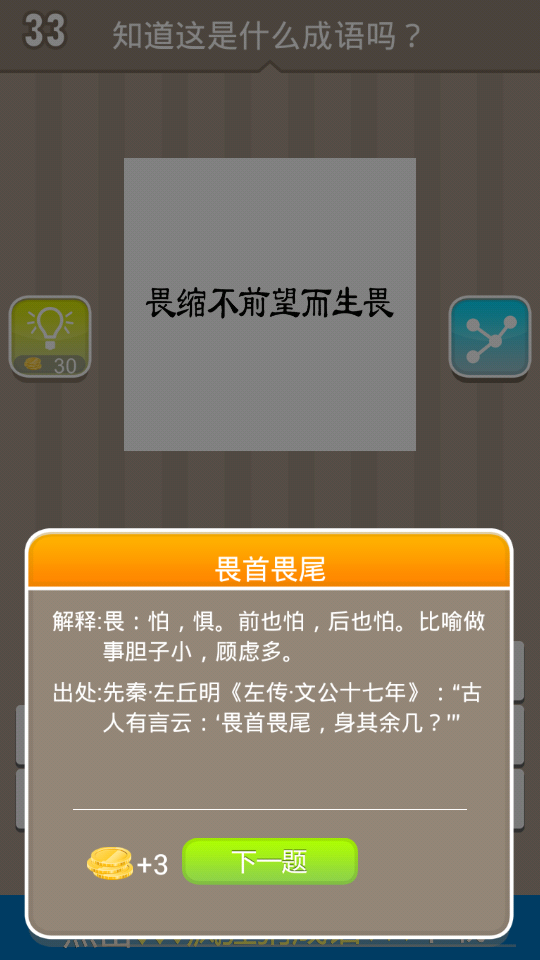 33
知道这是什么成语吗？
畏缩不前望而生畏
30
畏首畏尾
解释:畏：怕，惧。前也怕，后也怕。比喻做
事胆子小，顾虑多。
出处:先秦·左丘明《左传·文公十七年》：“古
人有言云：‘畏首畏尾，身其余几？’”
+3
下一题